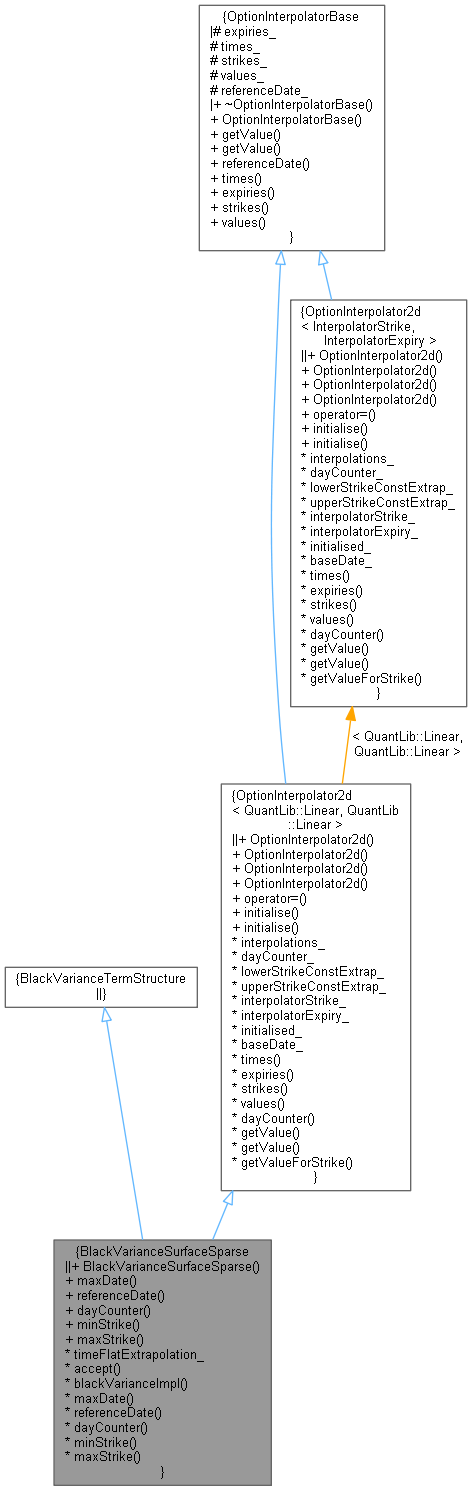 {OptionInterpolatorBase
|# expiries_
# times_
# strikes_
# values_
# referenceDate_
|+ ~OptionInterpolatorBase()
+ OptionInterpolatorBase()
+ getValue()
+ getValue()
+ referenceDate()
+ times()
+ expiries()
+ strikes()
+ values()
}
{OptionInterpolator2d
< InterpolatorStrike,
InterpolatorExpiry >
||+ OptionInterpolator2d()
+ OptionInterpolator2d()
+ OptionInterpolator2d()
+ OptionInterpolator2d()
+ operator=()
+ initialise()
+ initialise()
* interpolations_
* dayCounter_
* lowerStrikeConstExtrap_
* upperStrikeConstExtrap_
* interpolatorStrike_
* interpolatorExpiry_
* initialised_
* baseDate_
* times()
* expiries()
* strikes()
* values()
* dayCounter()
* getValue()
* getValue()
* getValueForStrike()
}
< QuantLib::Linear,
QuantLib::Linear >
{OptionInterpolator2d
< QuantLib::Linear, QuantLib
::Linear >
||+ OptionInterpolator2d()
+ OptionInterpolator2d()
+ OptionInterpolator2d()
+ OptionInterpolator2d()
+ operator=()
+ initialise()
+ initialise()
* interpolations_
* dayCounter_
* lowerStrikeConstExtrap_
* upperStrikeConstExtrap_
* interpolatorStrike_
* interpolatorExpiry_
* initialised_
* baseDate_
* times()
* expiries()
* strikes()
* values()
* dayCounter()
* getValue()
* getValue()
* getValueForStrike()
}
{BlackVarianceTermStructure
||}
{BlackVarianceSurfaceSparse
||+ BlackVarianceSurfaceSparse()
+ maxDate()
+ referenceDate()
+ dayCounter()
+ minStrike()
+ maxStrike()
* timeFlatExtrapolation_
* accept()
* blackVarianceImpl()
* maxDate()
* referenceDate()
* dayCounter()
* minStrike()
* maxStrike()
}